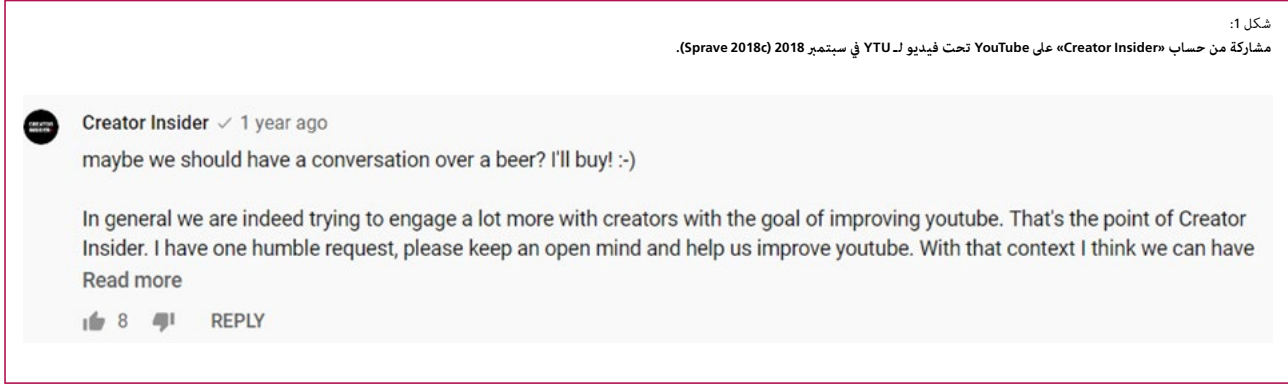 شكل 1:
مشاركة من حساب «Creator Insider» على YouTube تحت فيديو لـ YTU في سبتمبر 2018 (Sprave 2018c).
CREATOR
INSIDER
Creator Insider ✓ 1 year ago
maybe we should have a conversation over a beer? I'll buy! :-)
In general we are indeed trying to engage a lot more with creators with the goal of improving youtube. That's the point of Creator
Insider. I have one humble request, please keep an open mind and help us improve youtube. With that context I think we can have
Read more
8 REPLY